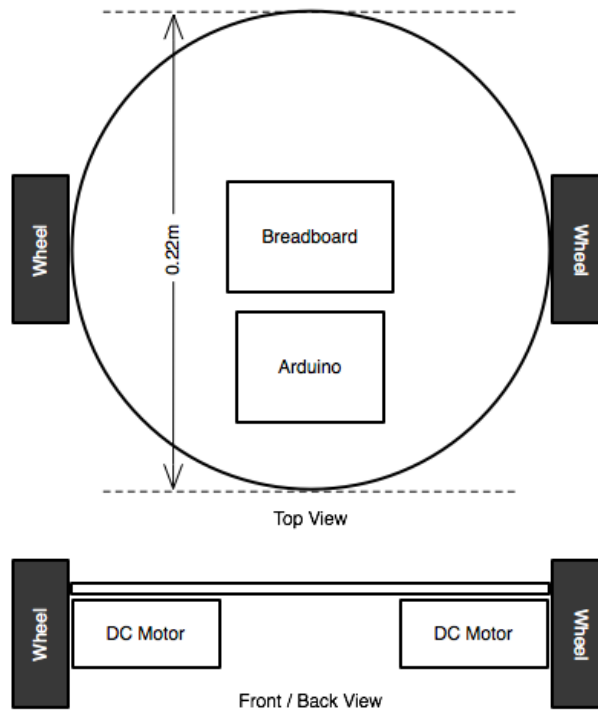 Wheel
0.22m
Breadboard
Wheel
Arduino
Top View
Wheel
DC Motor
DC Motor
Wheel
Front / Back View